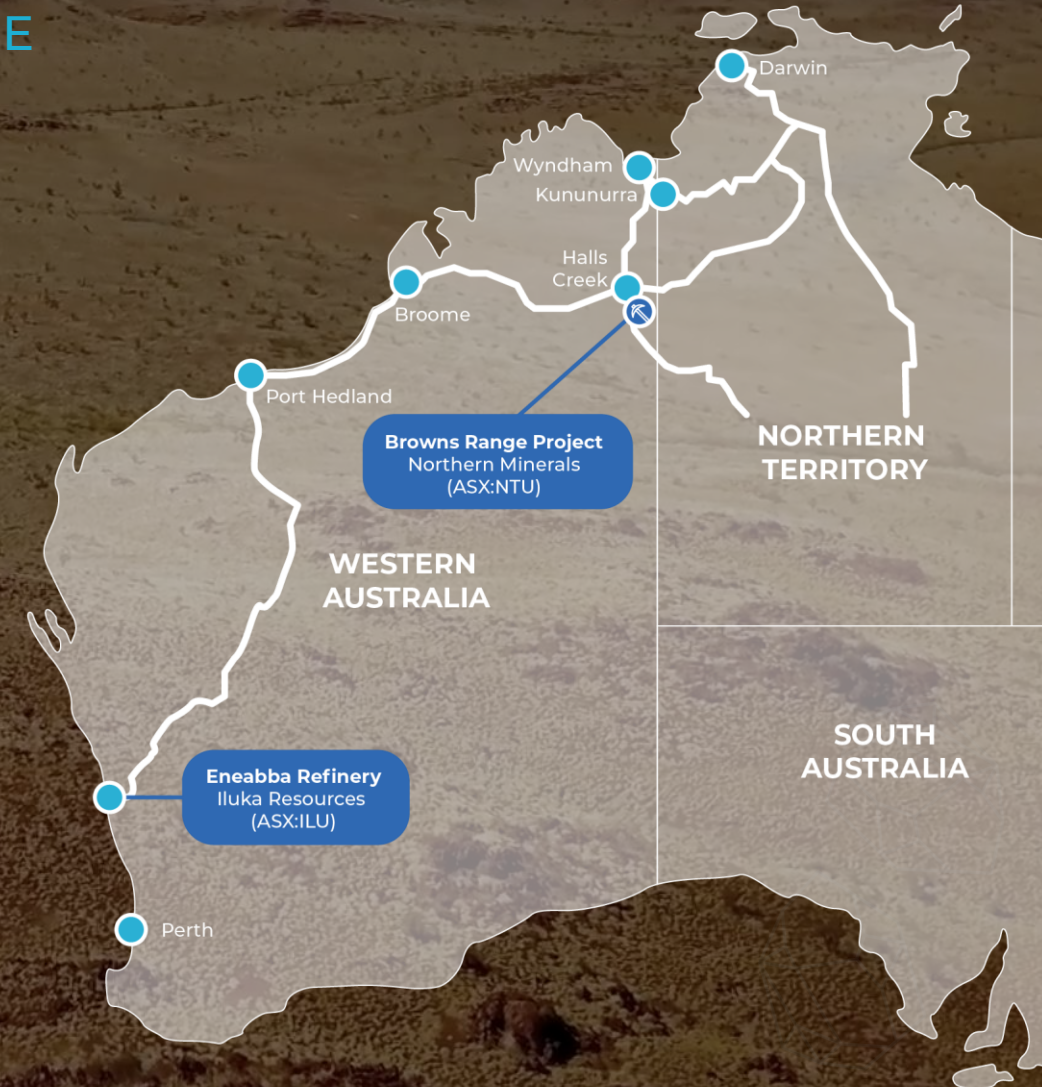 E
Darwin
Wyndham
Kununurra
Halls
Creek
Broome
Port Hedland
Browns Range Project
Northern Minerals
(ASX:NTU)
NORTHERN
TERRITORY
WESTERN
AUSTRALIA
SOUTH
AUSTRALIA
Eneabba Refinery
Iluka Resources
(ASX:ILU)
Perth